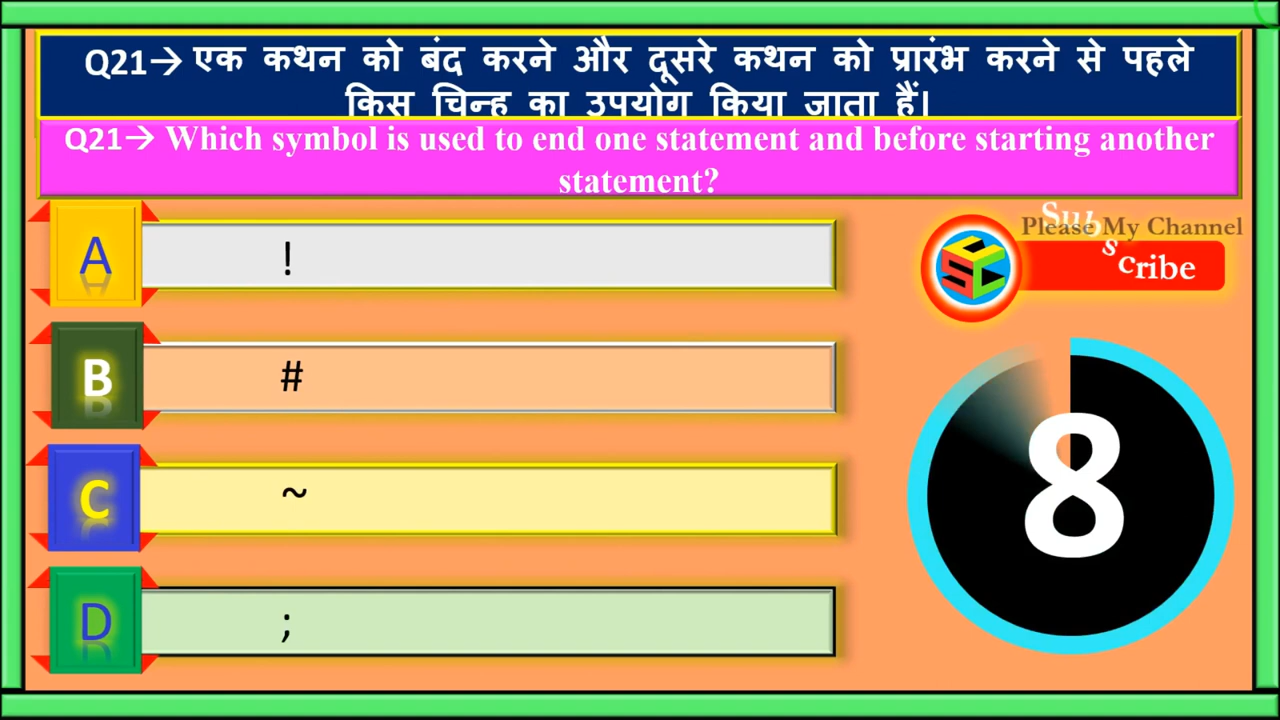 Q21→ एक कथन को बंद करने और दूसरे कथन को प्रारंभ करने से पहले
किस चिन्ह का उपयोग किया जाता हैं।
Q21→ Which symbol is used to end one statement and before starting another
statement?
A !
B #
C ~
D ;
Please My Channel
Subscribe
SC
8